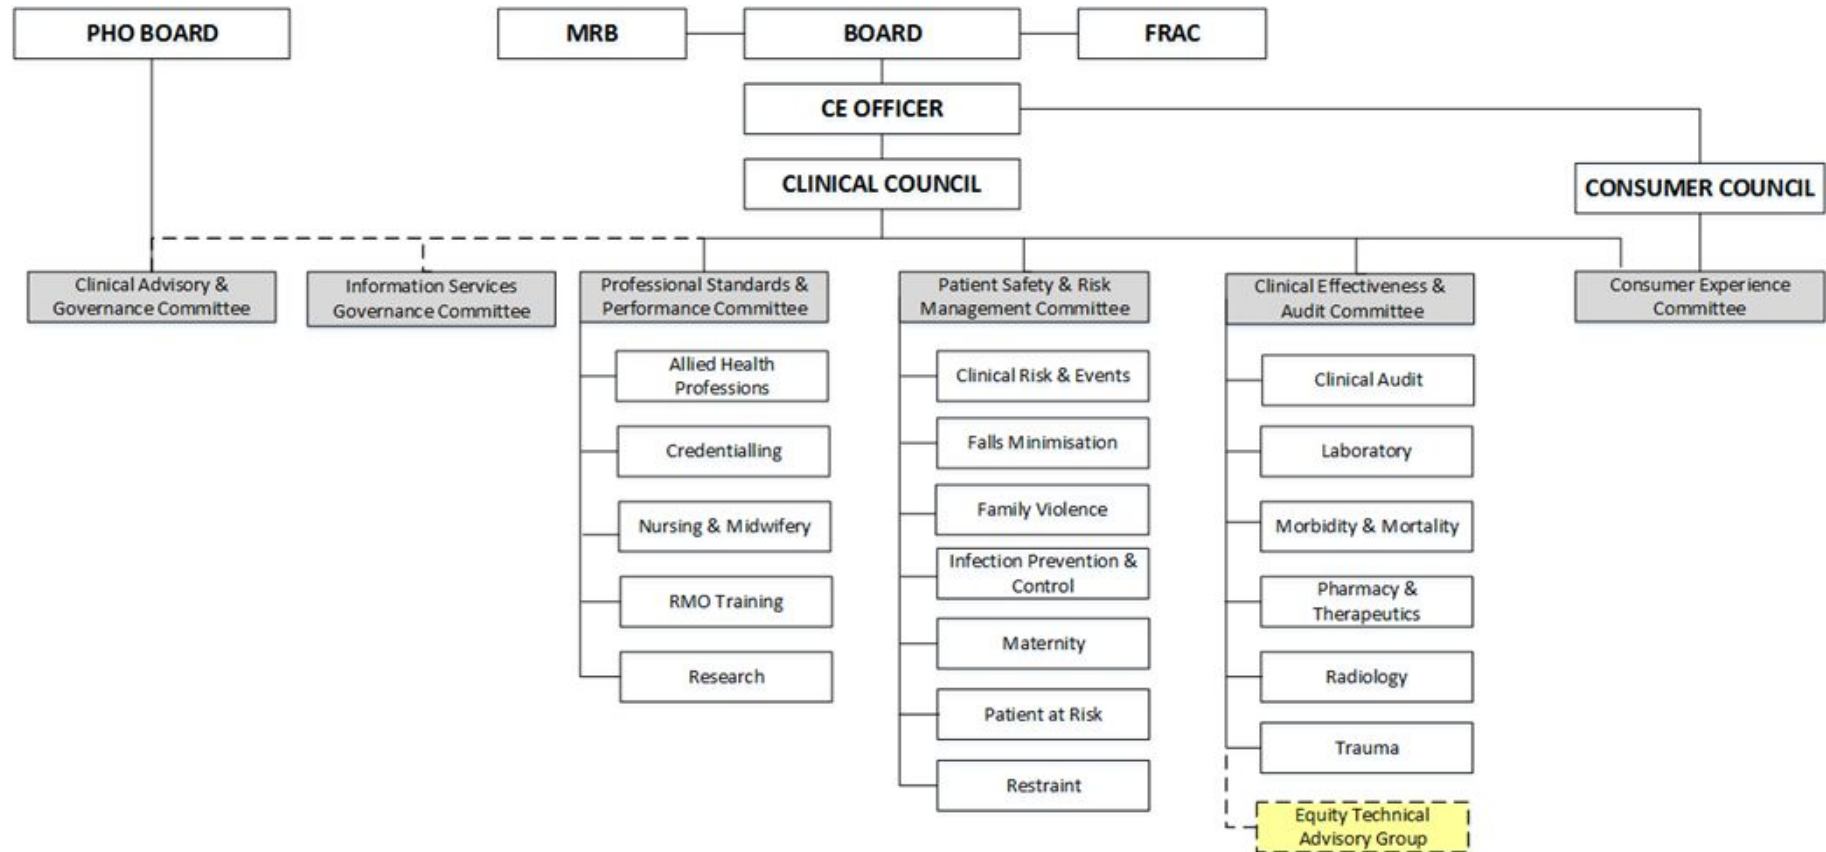 PHO BOARD
MRB
BOARD
FRAC
CE OFFICER
CLINICAL COUNCIL
CONSUMER COUNCIL
Clinical Advisory &
Governance Committee
Information Services
Governance Committee
Professional Standards &
Performance Committee
Patient Safety & Risk
Management Committee
Clinical Effectiveness &
Audit Committee
Consumer Experience
Committee
Allied Health
Professions
Credentialling
Nursing & Midwifery
RMO Training
Research
Clinical Risk & Events
Falls Minimisation
Family Violence
Infection Prevention &
Control
Maternity
Patient at Risk
Restraint
Clinical Audit
Laboratory
Morbidity & Mortality
Pharmacy &
Therapeutics
Radiology
Trauma
Equity Technical
Advisory Group